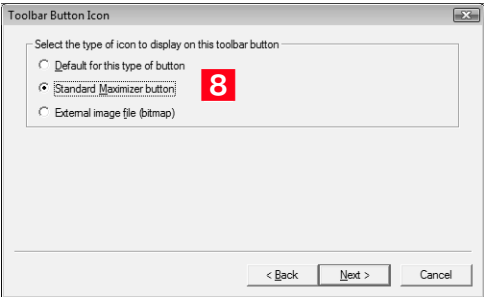 Toolbar Button Icon
Select the type of icon to display on this toolbar button
Default for this type of button
Standard Maximizer button
8
External image file (bitmap)
< Back Next > Cancel